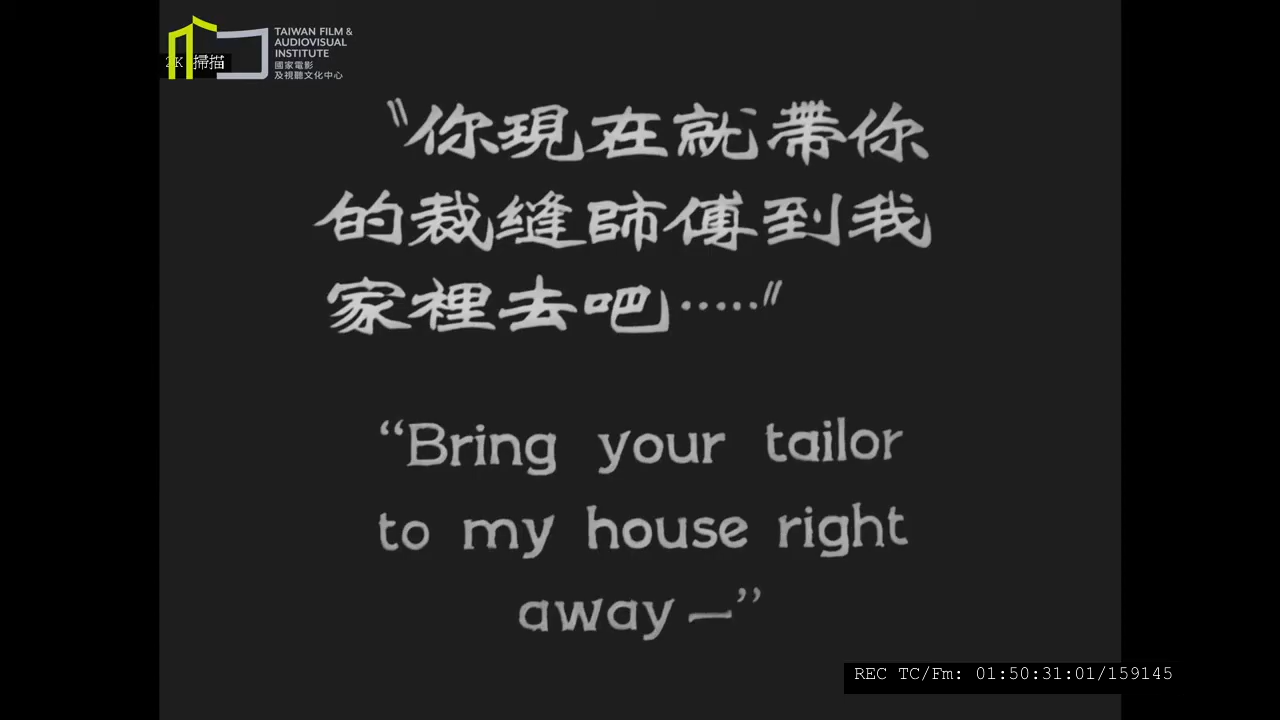 TAIWAN FILM &
AUDIOVISUAL
INSTITUTE
國家電影
及視聽文化中心
2K 掃描
〝你現在就帶你
的裁縫師傅到我
家裡去吧……〞
“Bring your tailor
to my house right
away—”
REC TC/Fm: 01:50:31:01/159145